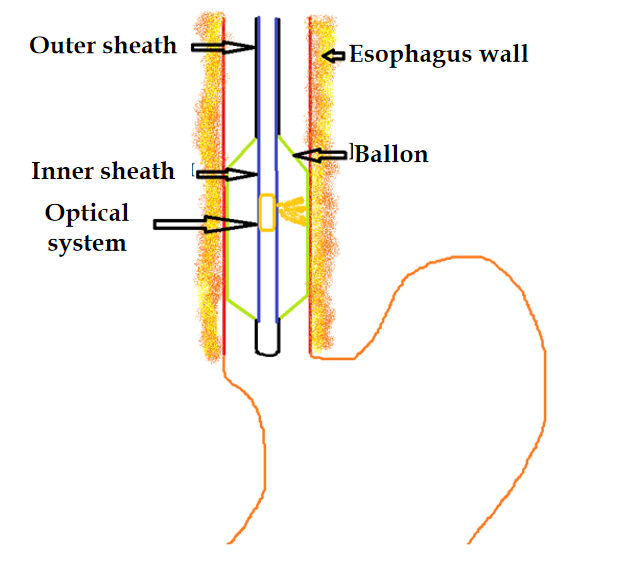 Outer sheath
Esophagus wall
Ballon
Inner sheath
Optical
system